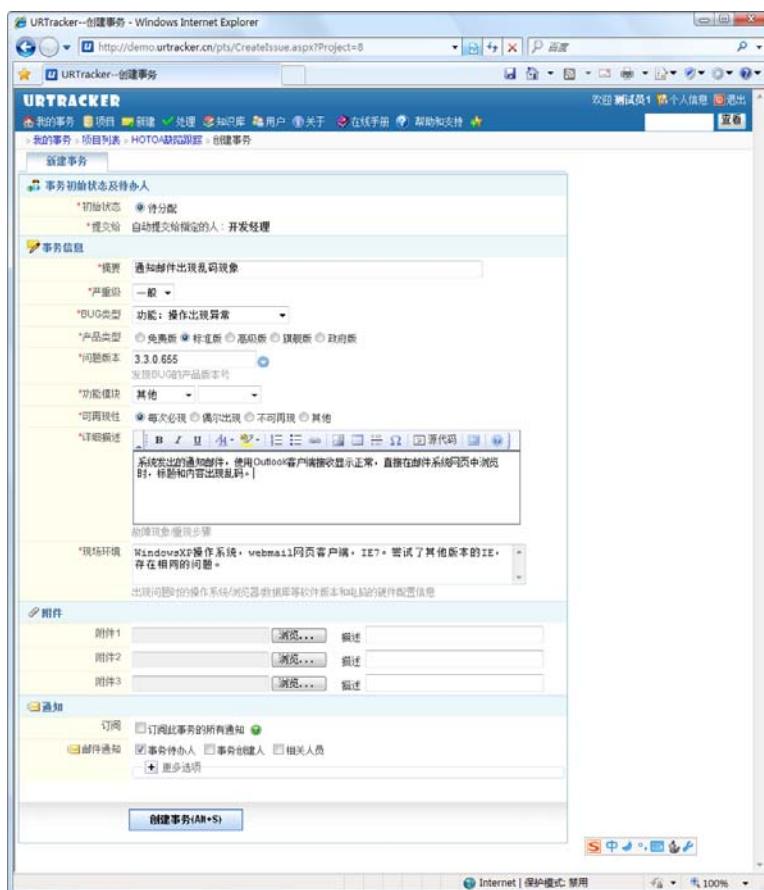 URTracker--创建事务 - Windows Internet Explorer
http://demo.urtracker.cn/pts/CreateIssue.aspx?Project=8
百度
URTracker--创建事务
URTRACKER
欢迎 测试员1 个人信息 退出
我的事务 项目 新建 处理 知识库 用户 关于 在线手册 帮助和支持
查看
我的事务 项目列表 HOTOA缺陷跟踪 创建事务
新建事务
事务初始状态及待办人
*初始状态 待分配
*提交给 自动提交给指定的人：开发经理
事务信息
*摘要 通知邮件出现乱码现象
*严重级 一般
*BUG类型 功能：操作出现异常
*产品类型 免费版 标准版 高级版 旗舰版 政府版
*问题版本 3.3.0.655
发现BUG的产品版本号
*功能模块 其他
*可再现性 每次必现 偶尔出现 不可再现 其他
*详细描述 B I U 源代码
系统发出的通知邮件，使用Outlook客户端接收显示正常，直接在邮件系统网页中浏览
时，标题和内容出现乱码。
故障现象/重现步骤
*现场环境 WindowsXP操作系统，webmail网页客户端，IE7。尝试了其他版本的IE，
存在相同的问题。
出现问题时的操作系统/浏览器/数据库等软件版本和电脑的硬件配置信息
附件
附件1 浏览... 描述
附件2 浏览... 描述
附件3 浏览... 描述
通知
订阅 订阅此事务的所有通知
邮件通知 事务待办人 事务创建人 相关人员
更多选项
创建事务(Alt+S)
S 中
Internet | 保护模式: 禁用
100%